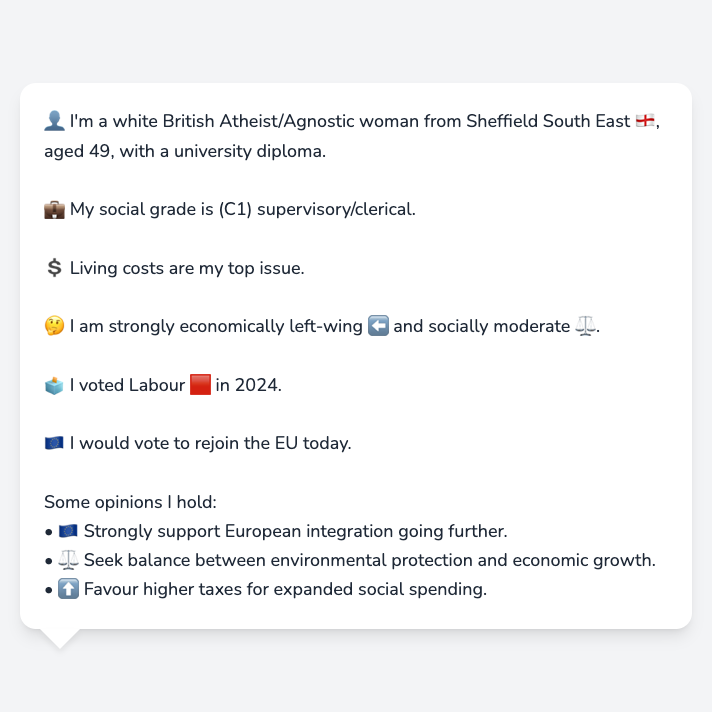 👤 I'm a white British Atheist/Agnostic woman from Sheffield South East 🏴󠁧󠁢󠁥󠁮󠁧󠁿,
aged 49, with a university diploma.
💼 My social grade is (C1) supervisory/clerical.
💲 Living costs are my top issue.
🤔 I am strongly economically left-wing ⬅️ and socially moderate ⚖️.
🗳️ I voted Labour 🟥 in 2024.
🇪🇺 I would vote to rejoin the EU today.
Some opinions I hold:
• 🇪🇺 Strongly support European integration going further.
• ⚖️ Seek balance between environmental protection and economic growth.
• ⬆️ Favour higher taxes for expanded social spending.